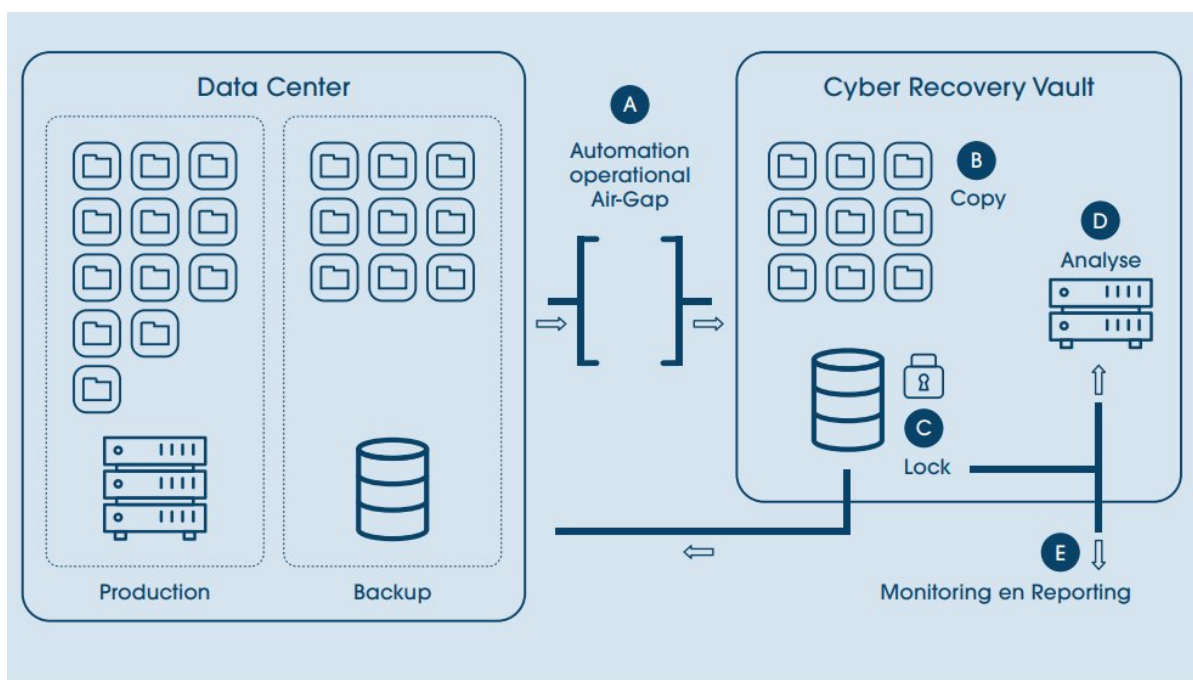 Data Center
Production
Backup
A
Automation
operational
Air-Gap
Cyber Recovery Vault
B
Copy
C
Lock
D
Analyse
E
Monitoring en Reporting